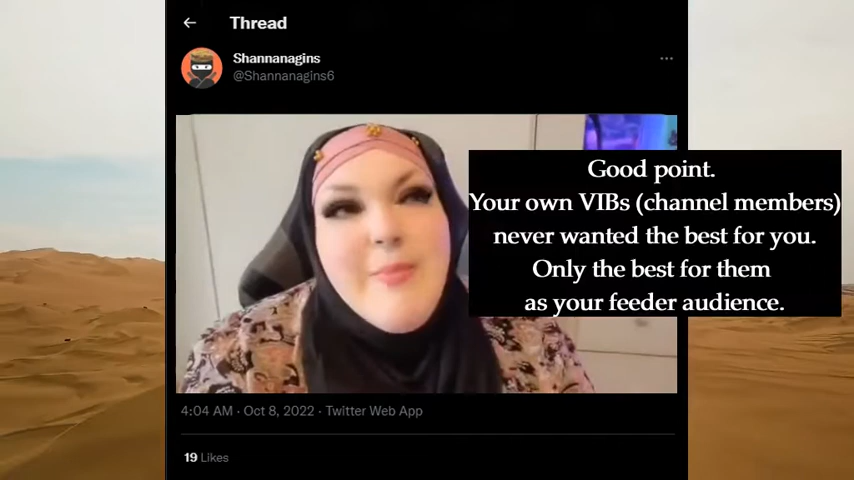 Thread
Shannanagins
@Shannanagins6
Good point.
Your own VIBs (channel members)
never wanted the best for you.
Only the best for them
as your feeder audience.
4:04 AM · Oct 8, 2022 · Twitter Web App
19 Likes